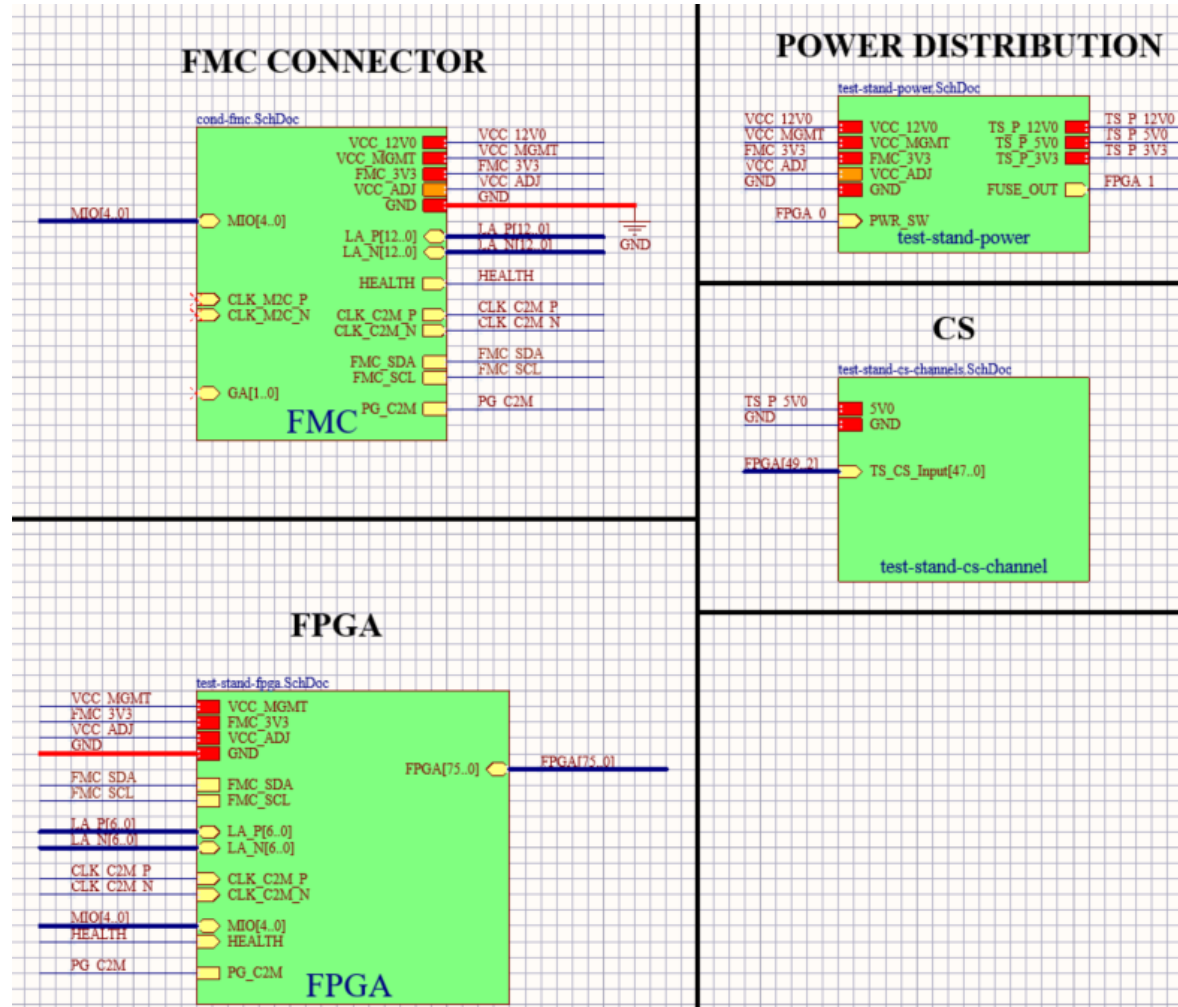 FMC CONNECTOR
cond-fmc.SchDoc
VCC_12V0 VCC_12V0
VCC_MGMT VCC_MGMT
FMC_3V3 FMC_3V3
VCC_ADJ VCC_ADJ
GND GND
MIO[4..0] MIO[4..0]
LA_P[12..0] LA_P[12..0]
LA_N[12..0] LA_N[12..0]
GND
HEALTH HEALTH
CLK_M2C_P
CLK_M2C_N
CLK_C2M_P CLK_C2M_P
CLK_C2M_N CLK_C2M_N
FMC_SDA FMC_SDA
FMC_SCL FMC_SCL
GA[1..0]
PG_C2M PG_C2M
FMC
POWER DISTRIBUTION
test-stand-power.SchDoc
VCC_12V0 VCC_12V0 TS_P_12V0 TS_P_12V0
VCC_MGMT VCC_MGMT TS_P_5V0 TS_P_5V0
FMC_3V3 FMC_3V3 TS_P_3V3 TS_P_3V3
VCC_ADJ VCC_ADJ
GND GND FUSE_OUT FPGA_1
FPGA_0 PWR_SW
test-stand-power
CS
test-stand-cs-channels.SchDoc
TS_P_5V0 5V0
GND GND
FPGA[49..2] TS_CS_Input[47..0]
test-stand-cs-channel
FPGA
test-stand-fpga.SchDoc
VCC_MGMT VCC_MGMT
FMC_3V3 FMC_3V3
VCC_ADJ VCC_ADJ
GND GND
FPGA[75..0] FPGA[75..0]
FMC_SDA FMC_SDA
FMC_SCL FMC_SCL
LA_P[6..0] LA_P[6..0]
LA_N[6..0] LA_N[6..0]
CLK_C2M_P CLK_C2M_P
CLK_C2M_N CLK_C2M_N
MIO[4..0] MIO[4..0]
HEALTH HEALTH
PG_C2M PG_C2M
FPGA